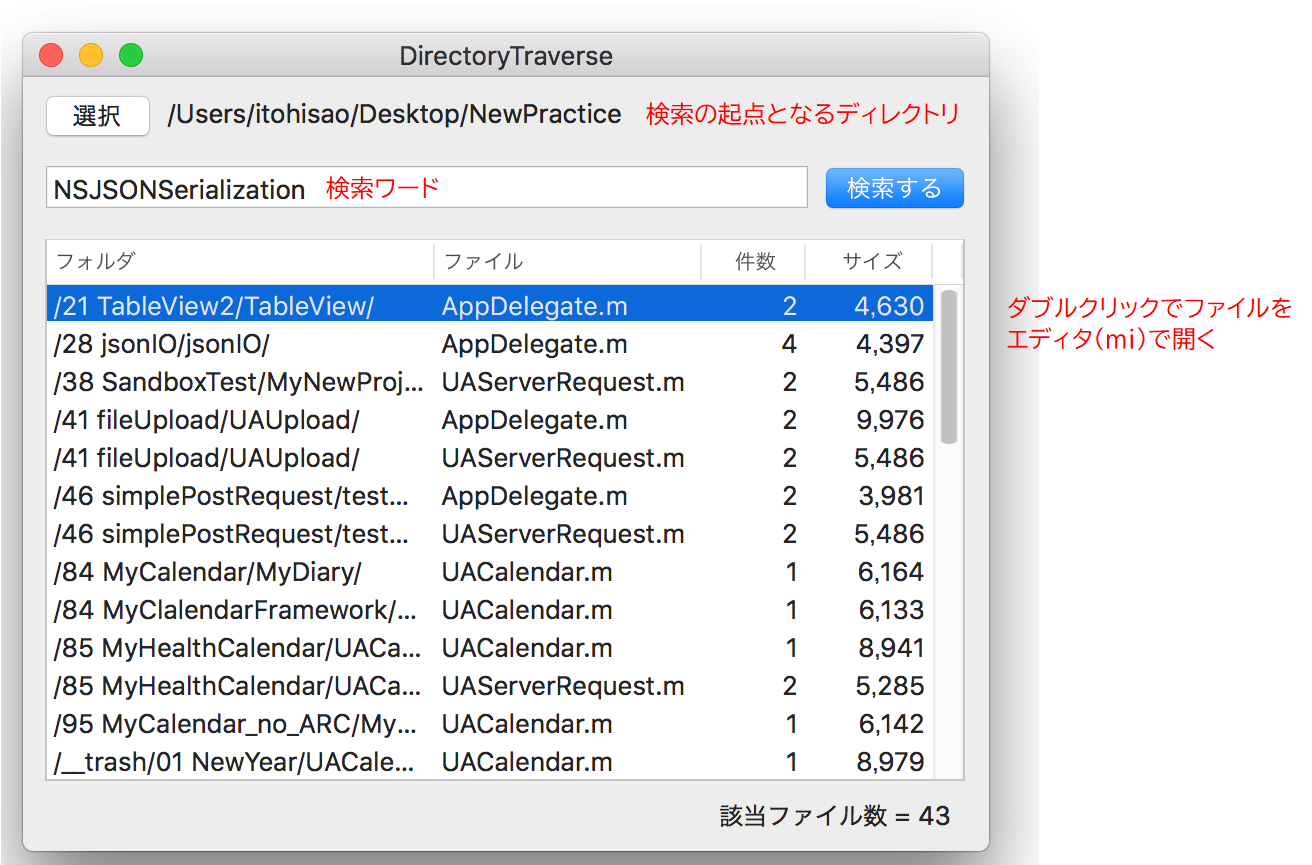 DirectoryTraverse
選択 /Users/itohisao/Desktop/NewPractice 検索の起点となるディレクトリ
NSJSONSerialization 検索ワード 検索する
フォルダ ファイル 件数 サイズ
/21 TableView2/TableView/ AppDelegate.m 2 4,630
/28 jsonIO/jsonIO/ AppDelegate.m 4 4,397
/38 SandboxTest/MyNewProj... UAServerRequest.m 2 5,486
/41 fileUpload/UAUpload/ AppDelegate.m 2 9,976
/41 fileUpload/UAUpload/ UAServerRequest.m 2 5,486
/46 simplePostRequest/test... AppDelegate.m 2 3,981
/46 simplePostRequest/test... UAServerRequest.m 2 5,486
/84 MyCalendar/MyDiary/ UACalendar.m 1 6,164
/84 MyClalendarFramework/... UACalendar.m 1 6,133
/85 MyHealthCalendar/UACa... UACalendar.m 1 8,941
/85 MyHealthCalendar/UACa... UAServerRequest.m 2 5,285
/95 MyCalendar_no_ARC/My... UACalendar.m 1 6,142
/__trash/01 NewYear/UACale... UACalendar.m 1 8,979
該当ファイル数 = 43
ダブルクリックでファイルを
エディタ(mi)で開く